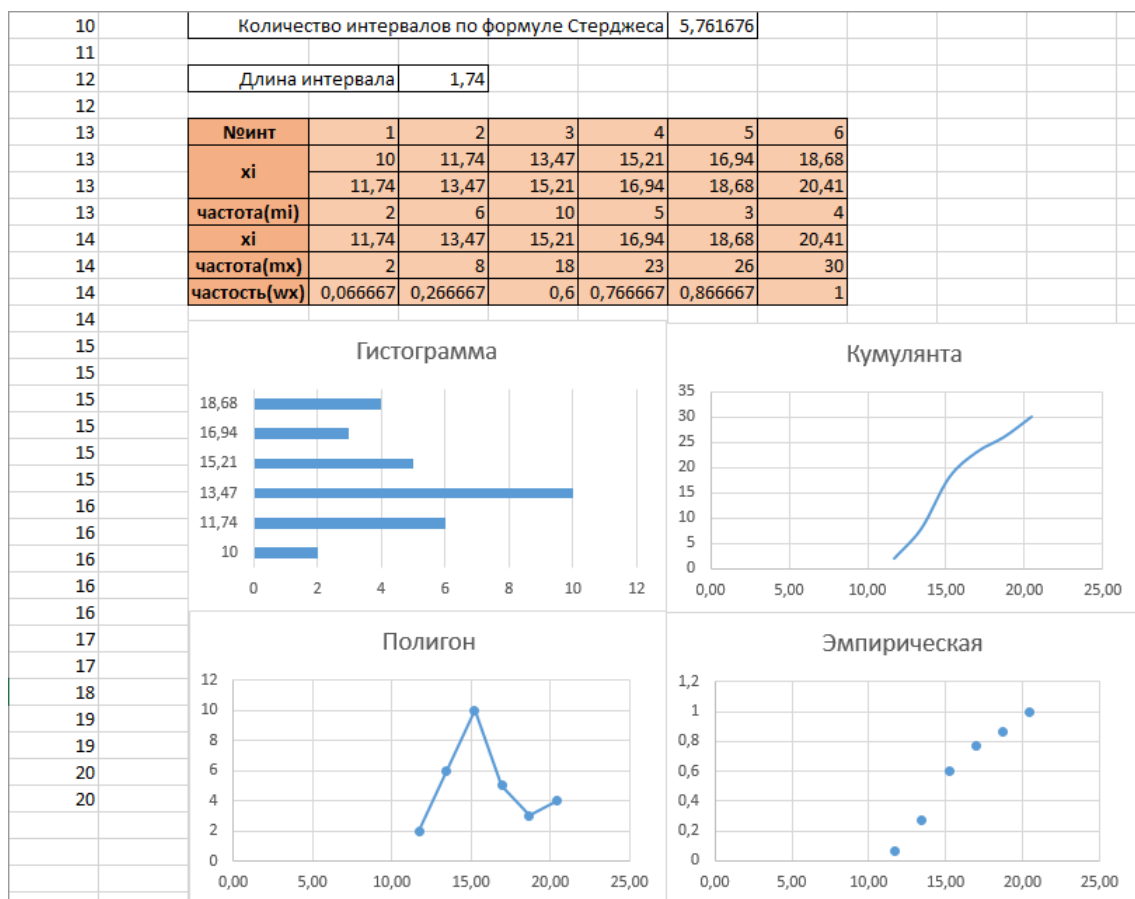 10 Количество интервалов по формуле Стерджеса 5,761676
11
12 Длина интервала 1,74
12
13 №инт 1 2 3 4 5 6
13 xi 10 11,74 13,47 15,21 16,94 18,68
13 11,74 13,47 15,21 16,94 18,68 20,41
13 частота(mi) 2 6 10 5 3 4
14 xi 11,74 13,47 15,21 16,94 18,68 20,41
14 частота(mx) 2 8 18 23 26 30
14 частость(wx) 0,066667 0,266667 0,6 0,766667 0,866667 1
14
15
15
15
15
15
15
16
16
16
16
16
17
17
18
19
19
20
20
Гистограмма
18,68
16,94
15,21
13,47
11,74
10
0 2 4 6 8 10 12
Кумулянта
35
30
25
20
15
10
5
0
0,00 5,00 10,00 15,00 20,00 25,00
Полигон
12
10
8
6
4
2
0
0,00 5,00 10,00 15,00 20,00 25,00
Эмпирическая
1,2
1
0,8
0,6
0,4
0,2
0
0,00 5,00 10,00 15,00 20,00 25,00